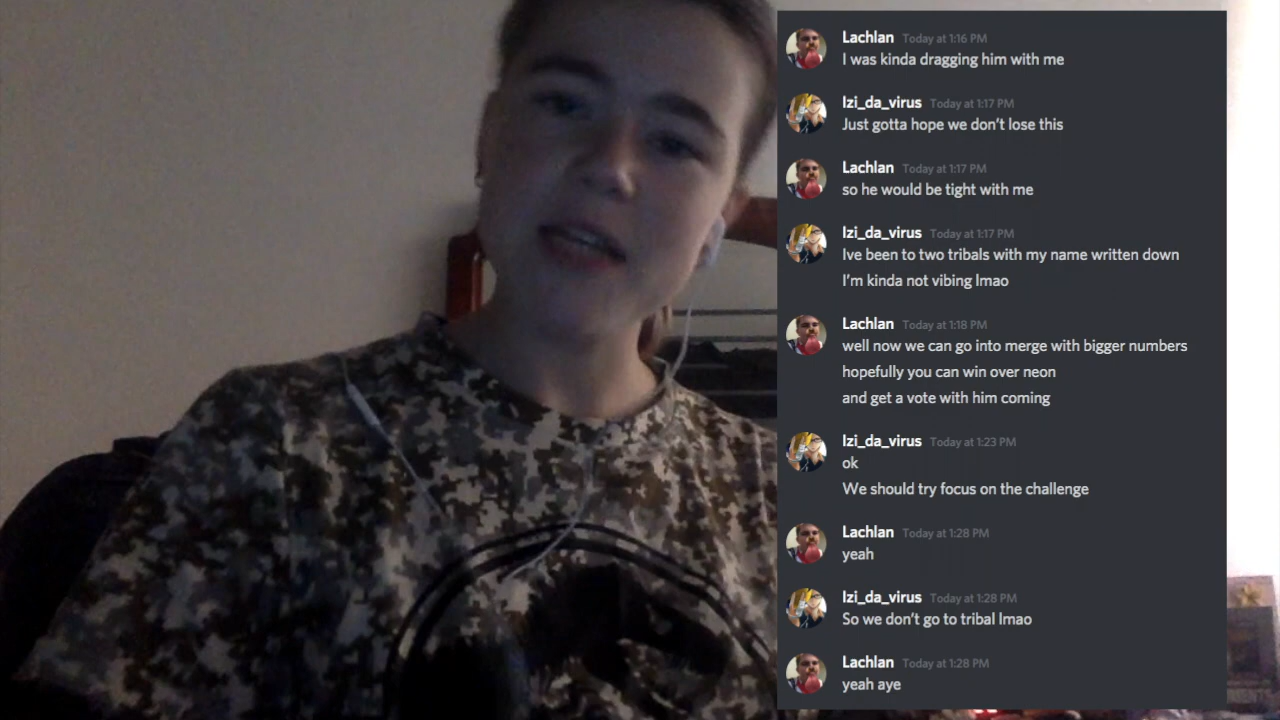 Lachlan Today at 1:16 PM
I was kinda dragging him with me
Izi_da_virus Today at 1:17 PM
Just gotta hope we don't lose this
Lachlan Today at 1:17 PM
so he would be tight with me
Izi_da_virus Today at 1:17 PM
Ive been to two tribals with my name written down
I'm kinda not vibing lmao
Lachlan Today at 1:18 PM
well now we can go into merge with bigger numbers
hopefully you can win over neon
and get a vote with him coming
Izi_da_virus Today at 1:23 PM
ok
We should try focus on the challenge
Lachlan Today at 1:28 PM
yeah
Izi_da_virus Today at 1:28 PM
So we don't go to tribal lmao
Lachlan Today at 1:28 PM
yeah aye